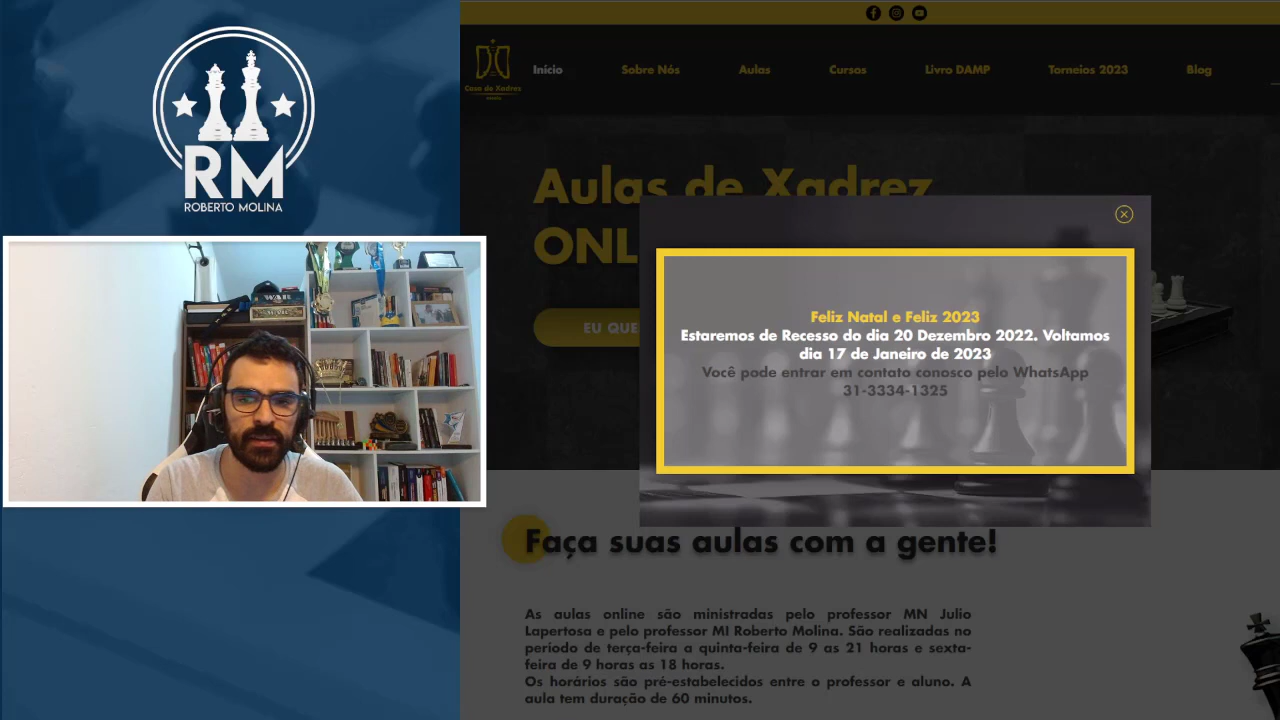 RM
ROBERTO MOLINA
Casa do Xadrez
Início
Sobre Nós
Aulas
Cursos
Livro DAMP
Torneios 2023
Blog
Aulas de Xadrez
ONL
EU QUE
Feliz Natal e Feliz 2023
Estaremos de Recesso do dia 20 Dezembro 2022. Voltamos
dia 17 de Janeiro de 2023
Você pode entrar em contato conosco pelo WhatsApp
31-3334-1325
Faça suas aulas com a gente!
As aulas online são ministradas pelo professor MN Julio
Lapertosa e pelo professor MI Roberto Molina. São realizadas no
período de terça-feira a quinta-feira de 9 as 21 horas e sexta-
feira de 9 horas as 18 horas.
Os horários são pré-estabelecidos entre o professor e aluno. A
aula tem duração de 60 minutos.